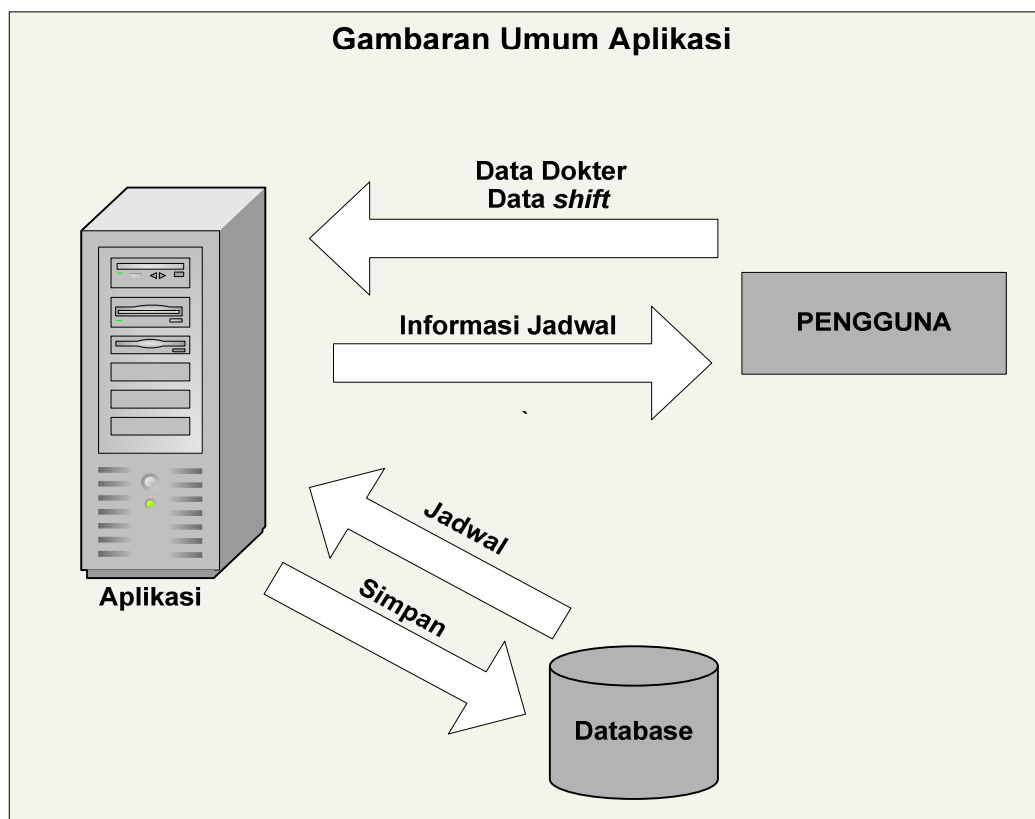 Gambaran Umum Aplikasi
Data Dokter
Data shift
Informasi Jadwal
PENGGUNA
`
Jadwal
Simpan
Aplikasi
Database